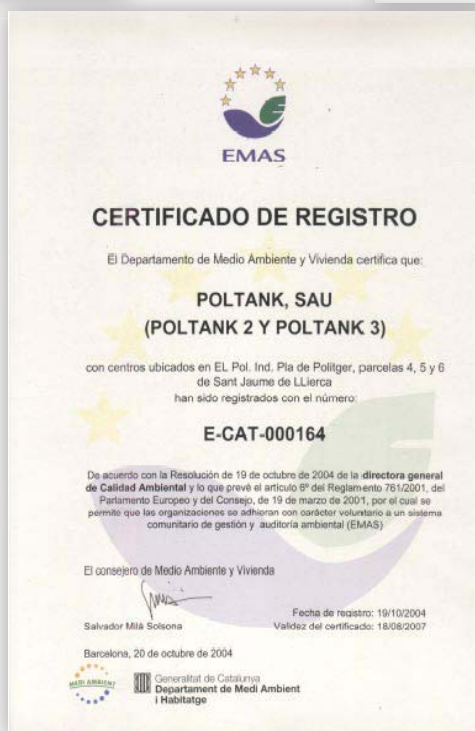 EMAS
CERTIFICADO DE REGISTRO
El Departamento de Medio Ambiente y Vivienda certifica que:
POLTANK, SAU
(POLTANK 2 Y POLTANK 3)
con centros ubicados en EL Pol. Ind. Pla de Politger, parcelas 4, 5 y 6
de Sant Jaume de LLierca
han sido registrados con el número:
E-CAT-000164
De acuerdo con la Resolución de 19 de octubre de 2004 de la directora general
de Calidad Ambiental y lo que prevé el artículo 6º del Reglamento 761/2001, del
Parlamento Europeo y del Consejo, de 19 de marzo de 2001, por el cual se
permite que las organizaciones se adhieran con carácter voluntario a un sistema
comunitario de gestión y auditoría ambiental (EMAS)
El consejero de Medio Ambiente y Vivienda
Salvador Milà Solsona
Fecha de registro: 19/10/2004
Validez del certificado: 18/06/2007
Barcelona, 20 de octubre de 2004
MEDI AMBIENT
Generalitat de Catalunya
Departament de Medi Ambient
i Habitatge